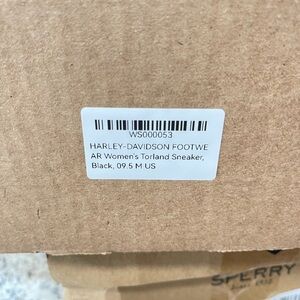 WS000053
HARLEY-DAVIDSON FOOTWE
AR Women's Torland Sneaker,
Black, 09.5 M US
SPERRY